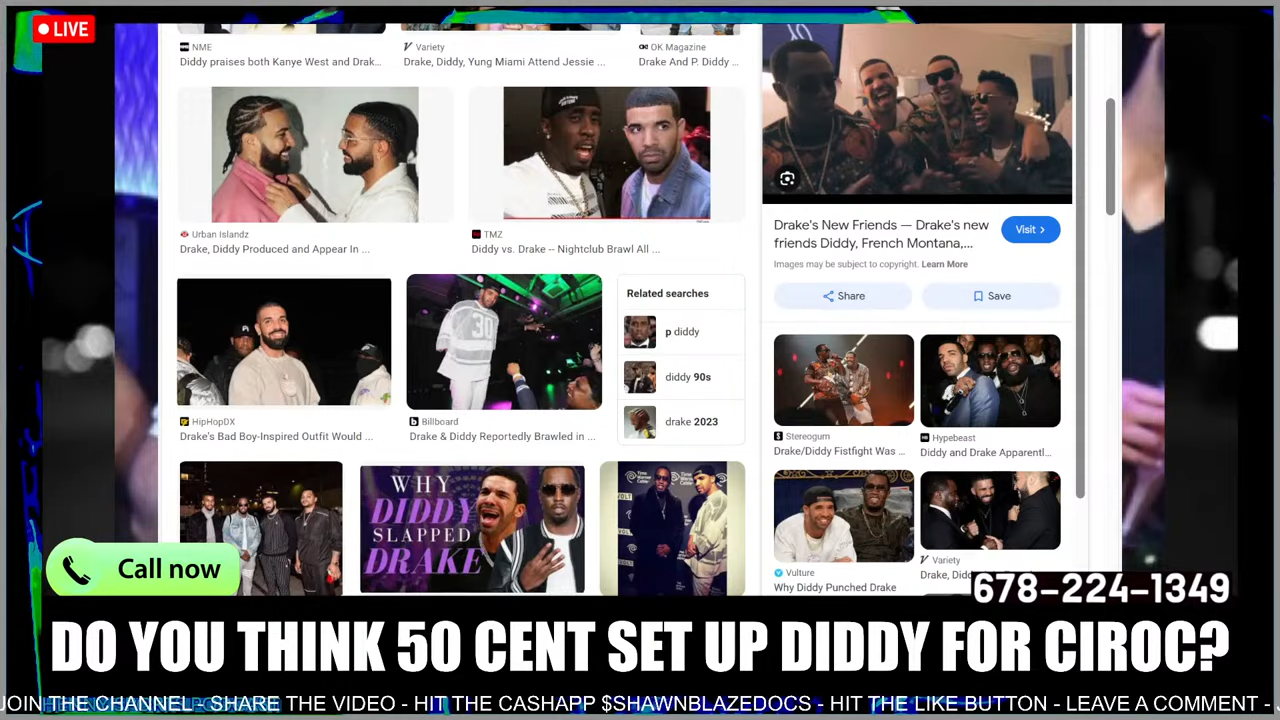 LIVE
NME
Diddy praises both Kanye West and Drak...
Variety
Drake, Diddy, Yung Miami Attend Jessie ...
OK Magazine
Drake And P. Diddy ...
Urban Islandz
Drake, Diddy Produced and Appear In ...
TMZ
Diddy vs. Drake -- Nightclub Brawl All ...
Drake's New Friends — Drake's new
friends Diddy, French Montana,...
Visit
Images may be subject to copyright. Learn More
Share
Save
HipHopDX
Drake's Bad Boy-Inspired Outfit Would ...
30
Billboard
Drake & Diddy Reportedly Brawled in ...
Related searches
p diddy
diddy 90s
drake 2023
Stereogum
Drake/Diddy Fistfight Was ...
Hypebeast
Diddy and Drake Apparentl...
WHY
DIDDY
SLAPPED
DRAKE
Time
Warner
Cable
Vulture
Why Diddy Punched Drake
Variety
Drake, Did
Call now
678-224-1349
DO YOU THINK 50 CENT SET UP DIDDY FOR CIROC?
JOIN THE CHANNEL - SHARE THE VIDEO - HIT THE CASHAPP $SHAWNBLAZEDOCS - HIT THE LIKE BUTTON - LEAVE A COMMENT -